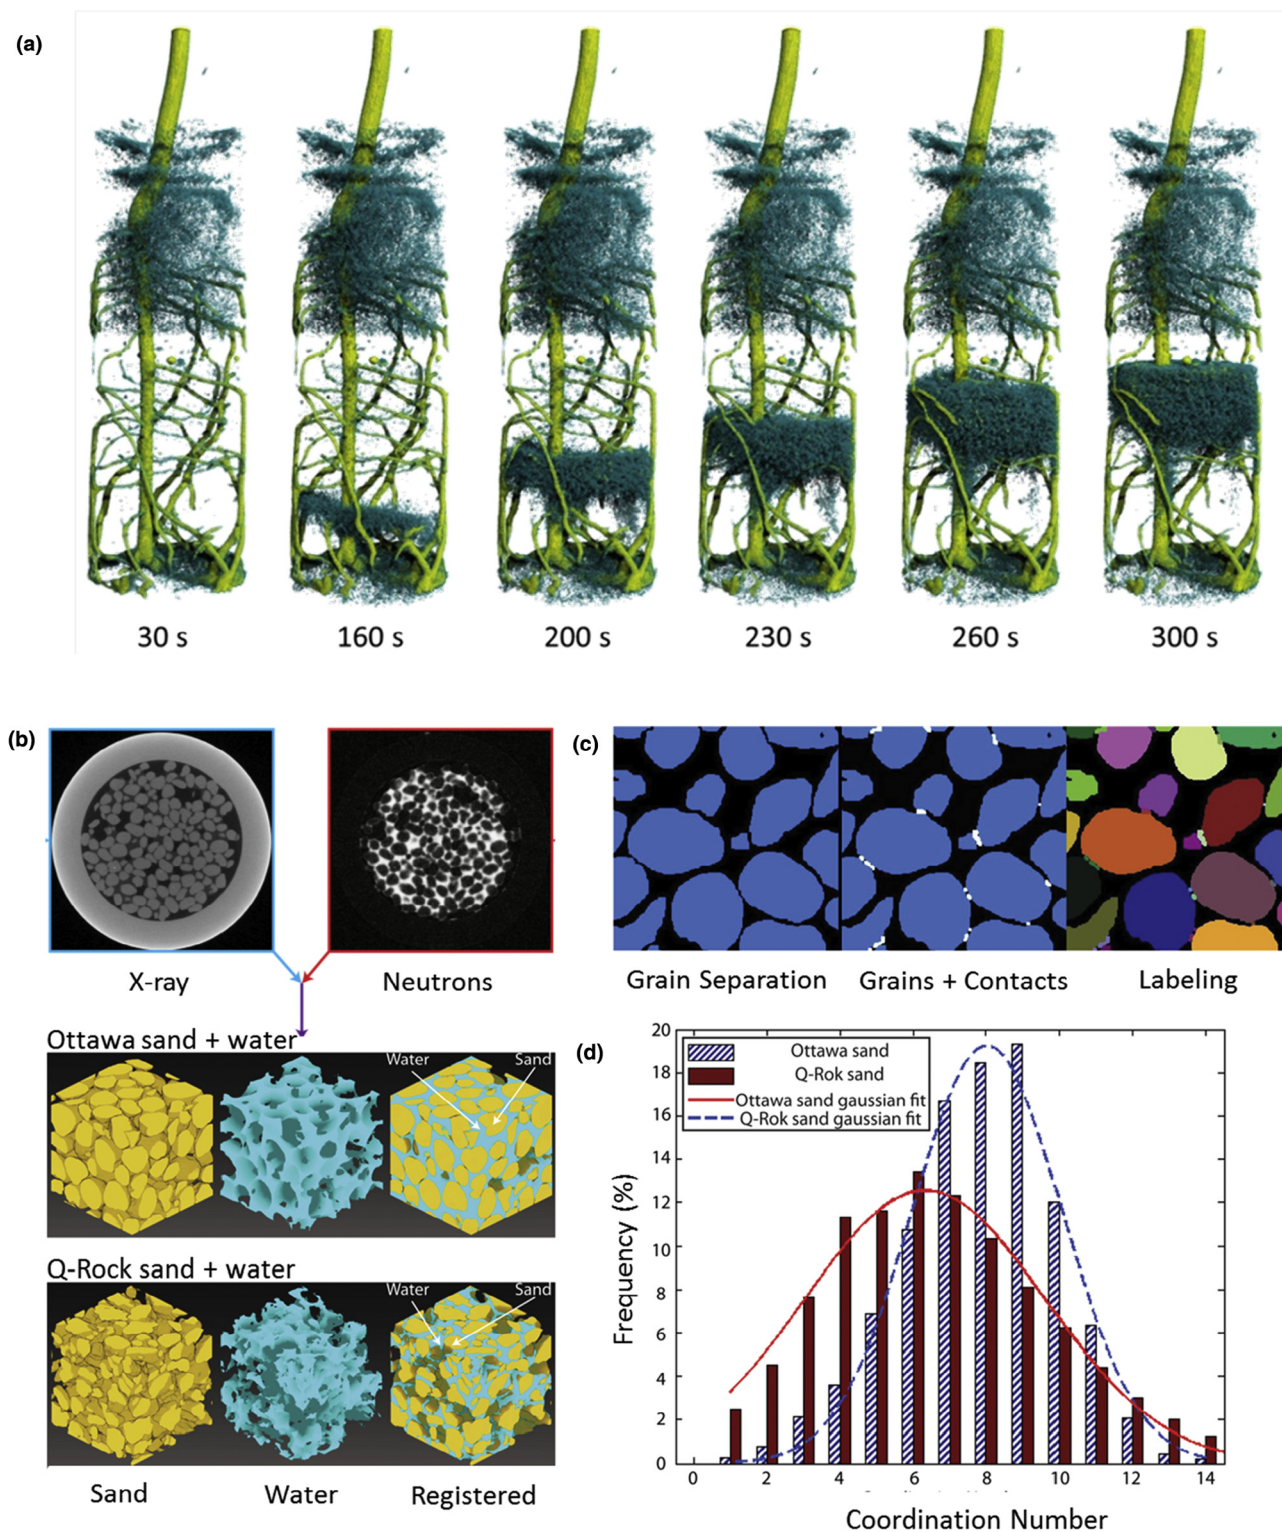 (a)
30 s 160 s 200 s 230 s 260 s 300 s
(b)
X-ray Neutrons
Ottawa sand + water
Water Sand
Q-Rock sand + water
Water Sand
Sand Water Registered
(c)
Grain Separation Grains + Contacts Labeling
(d)
Ottawa sand
Q-Rok sand
Ottawa sand gaussian fit
Q-Rok sand gaussian fit
Frequency (%)
20
18
16
14
12
10
8
6
4
2
0
0 2 4 6 8 10 12 14
Coordination Number